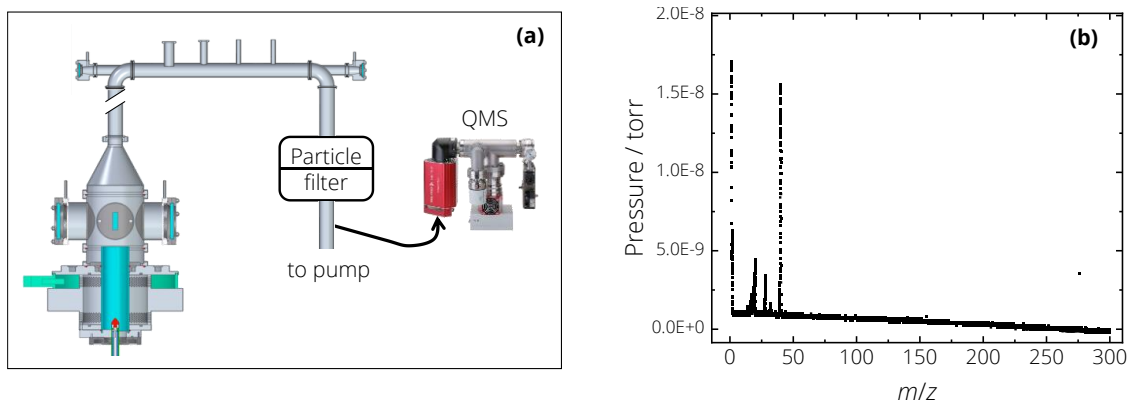 (a)
QMS
Particle
filter
to pump
(b)
Pressure / torr
2.0E-8
1.5E-8
1.0E-8
5.0E-9
0.0E+0
0 50 100 150 200 250 300
m/z